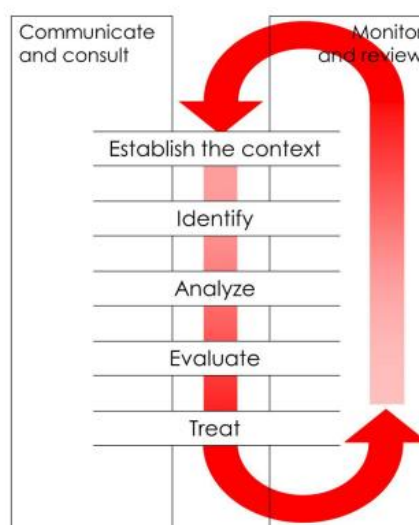 Communicate
and consult
Monitor
and review
Establish the context
Identify
Analyze
Evaluate
Treat